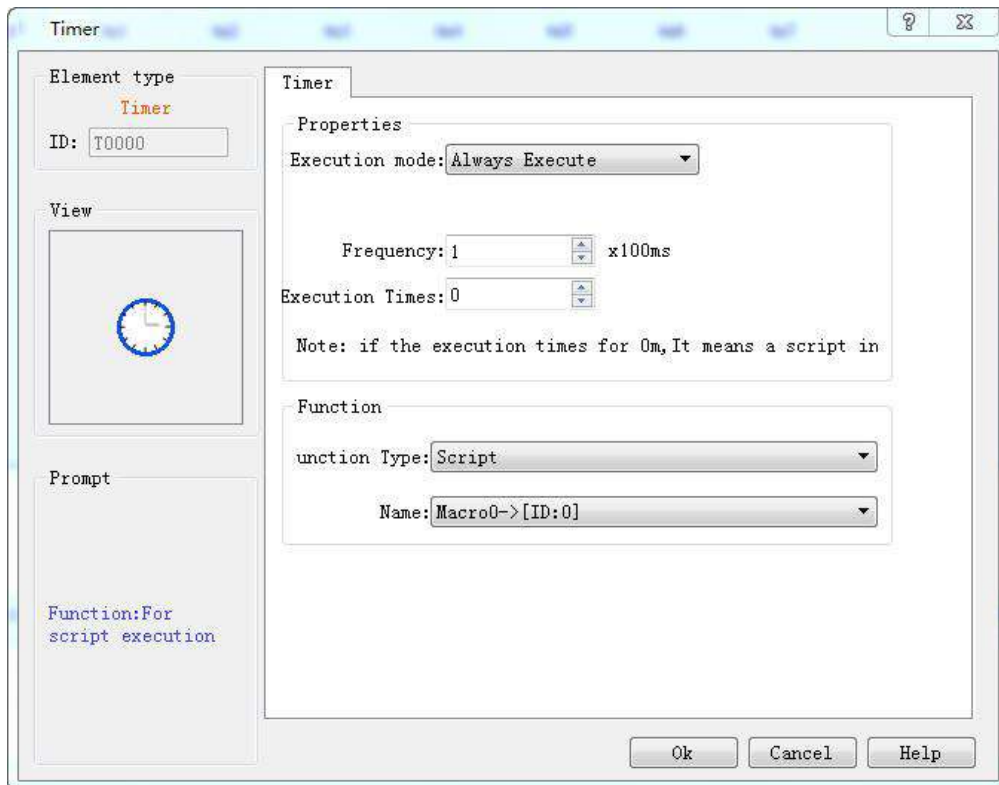 Timer
Element type
Timer
ID: T0000
View
Prompt
Function:For
script execution
Timer
Properties
Execution mode: Always Execute
Frequency: 1 x100ms
Execution Times: 0
Note: if the execution times for 0m,It means a script in
Function
unction Type: Script
Name: Macro0->[ID:0]
Ok Cancel Help